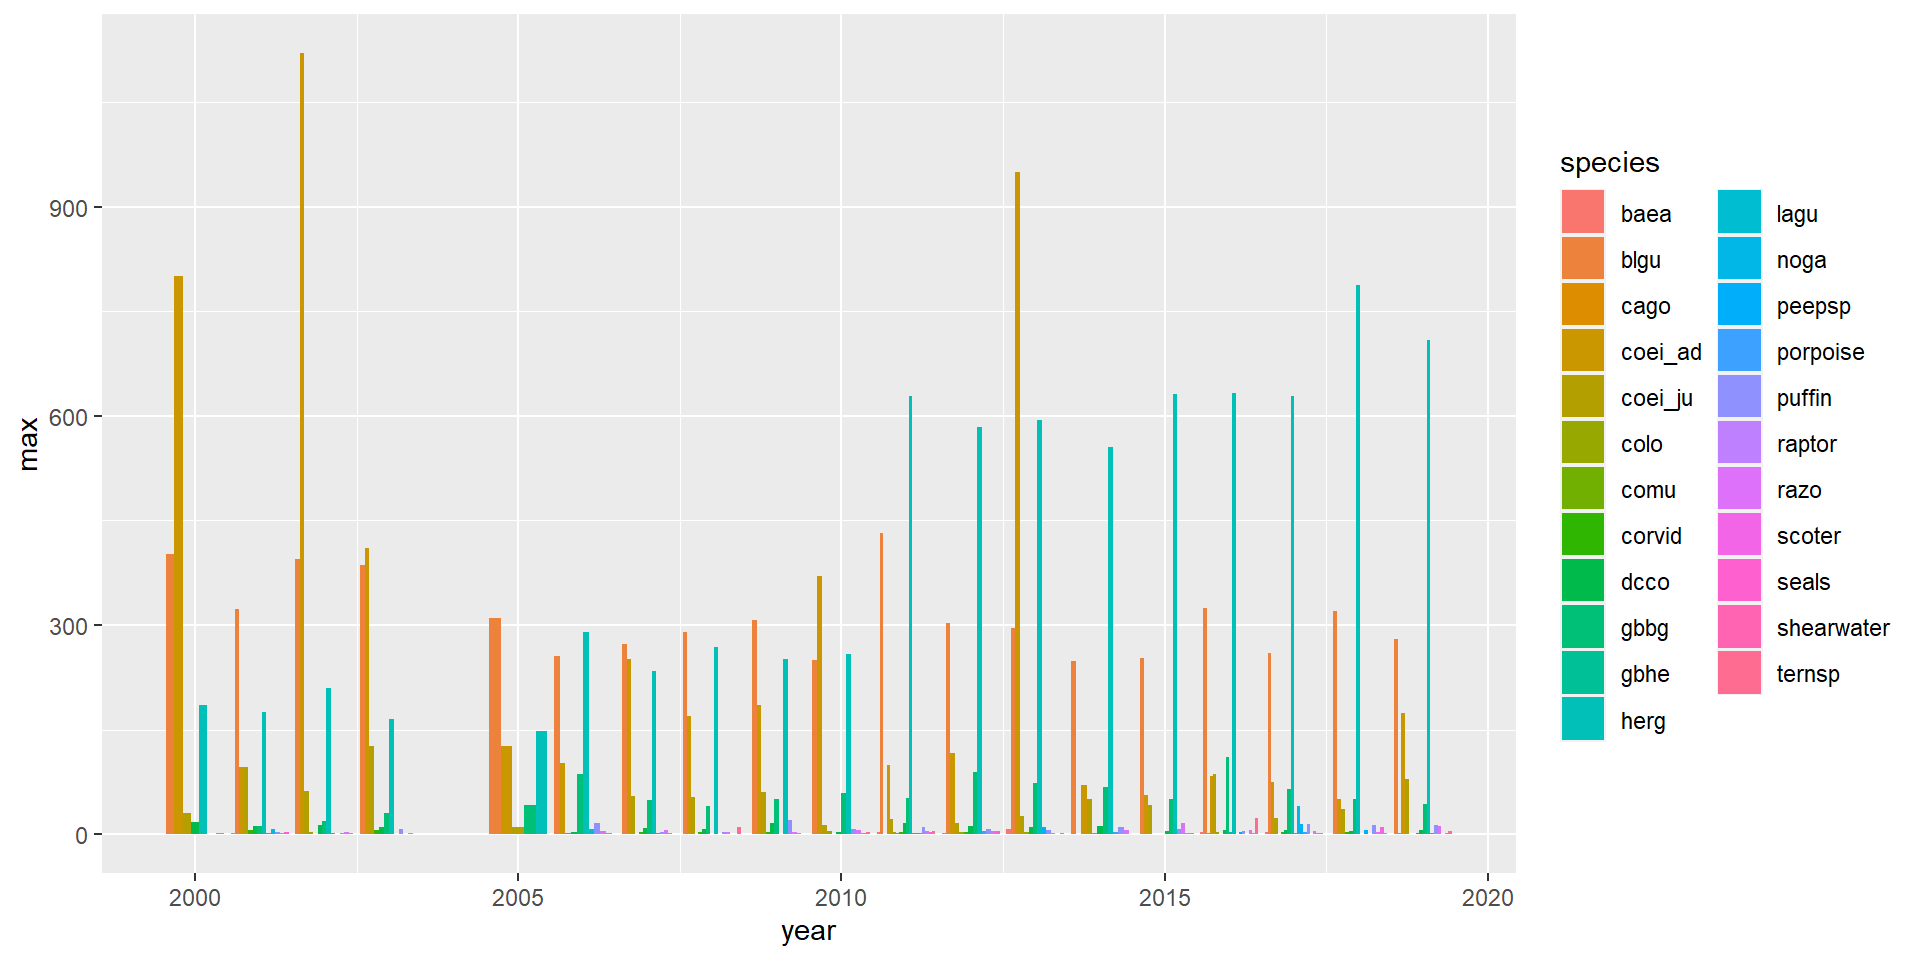 900
600
300
0
max
2000
2005
2010
2015
2020
year
species
baea
blgu
cago
coei_ad
coei_ju
colo
comu
corvid
dcco
gbbg
gbhe
herg
lagu
noga
peepsp
porpoise
puffin
raptor
razo
scoter
seals
shearwater
ternsp